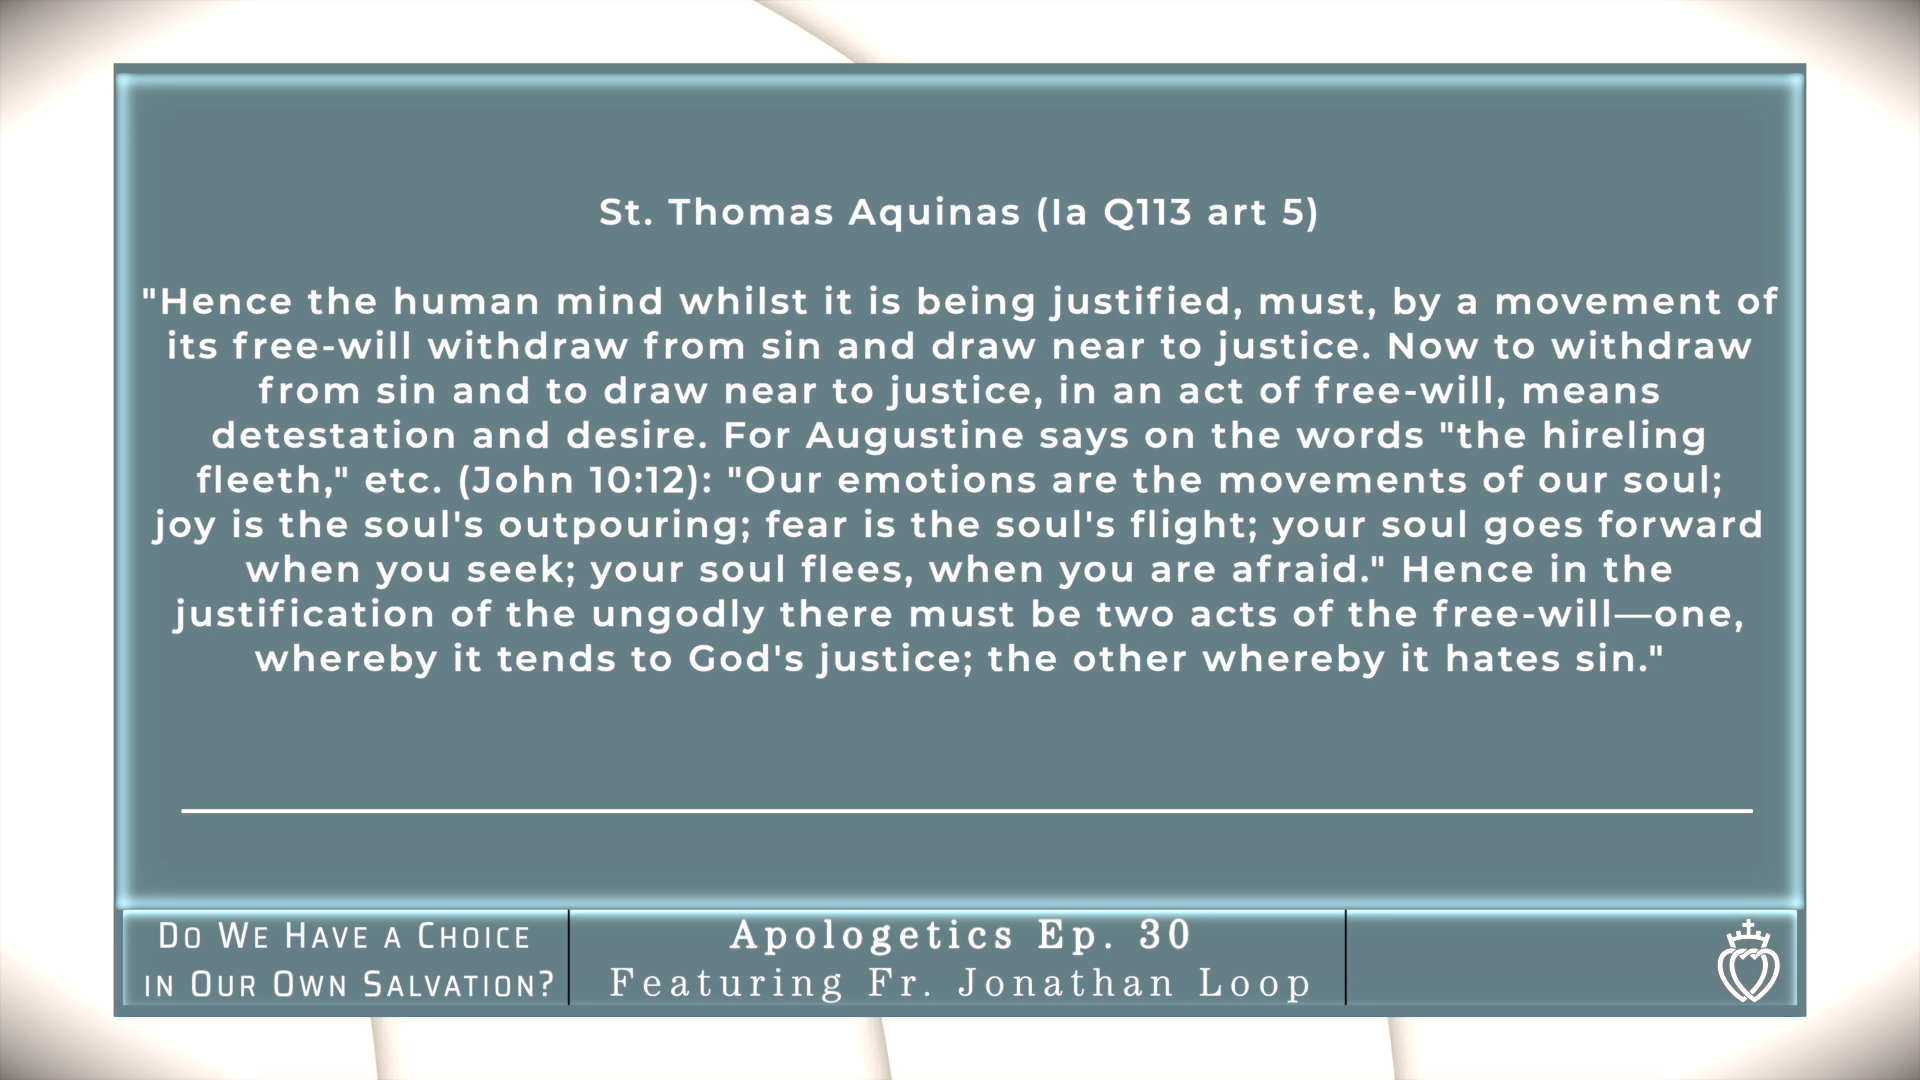 St. Thomas Aquinas (Ia Q113 art 5)
"Hence the human mind whilst it is being justified, must, by a movement of
its free-will withdraw from sin and draw near to justice. Now to withdraw
from sin and to draw near to justice, in an act of free-will, means
detestation and desire. For Augustine says on the words "the hireling
fleeth," etc. (John 10:12): "Our emotions are the movements of our soul;
joy is the soul's outpouring; fear is the soul's flight; your soul goes forward
when you seek; your soul flees, when you are afraid." Hence in the
justification of the ungodly there must be two acts of the free-will—one,
whereby it tends to God's justice; the other whereby it hates sin."
Do We Have a Choice
in Our Own Salvation?
Apologetics Ep. 30
Featuring Fr. Jonathan Loop